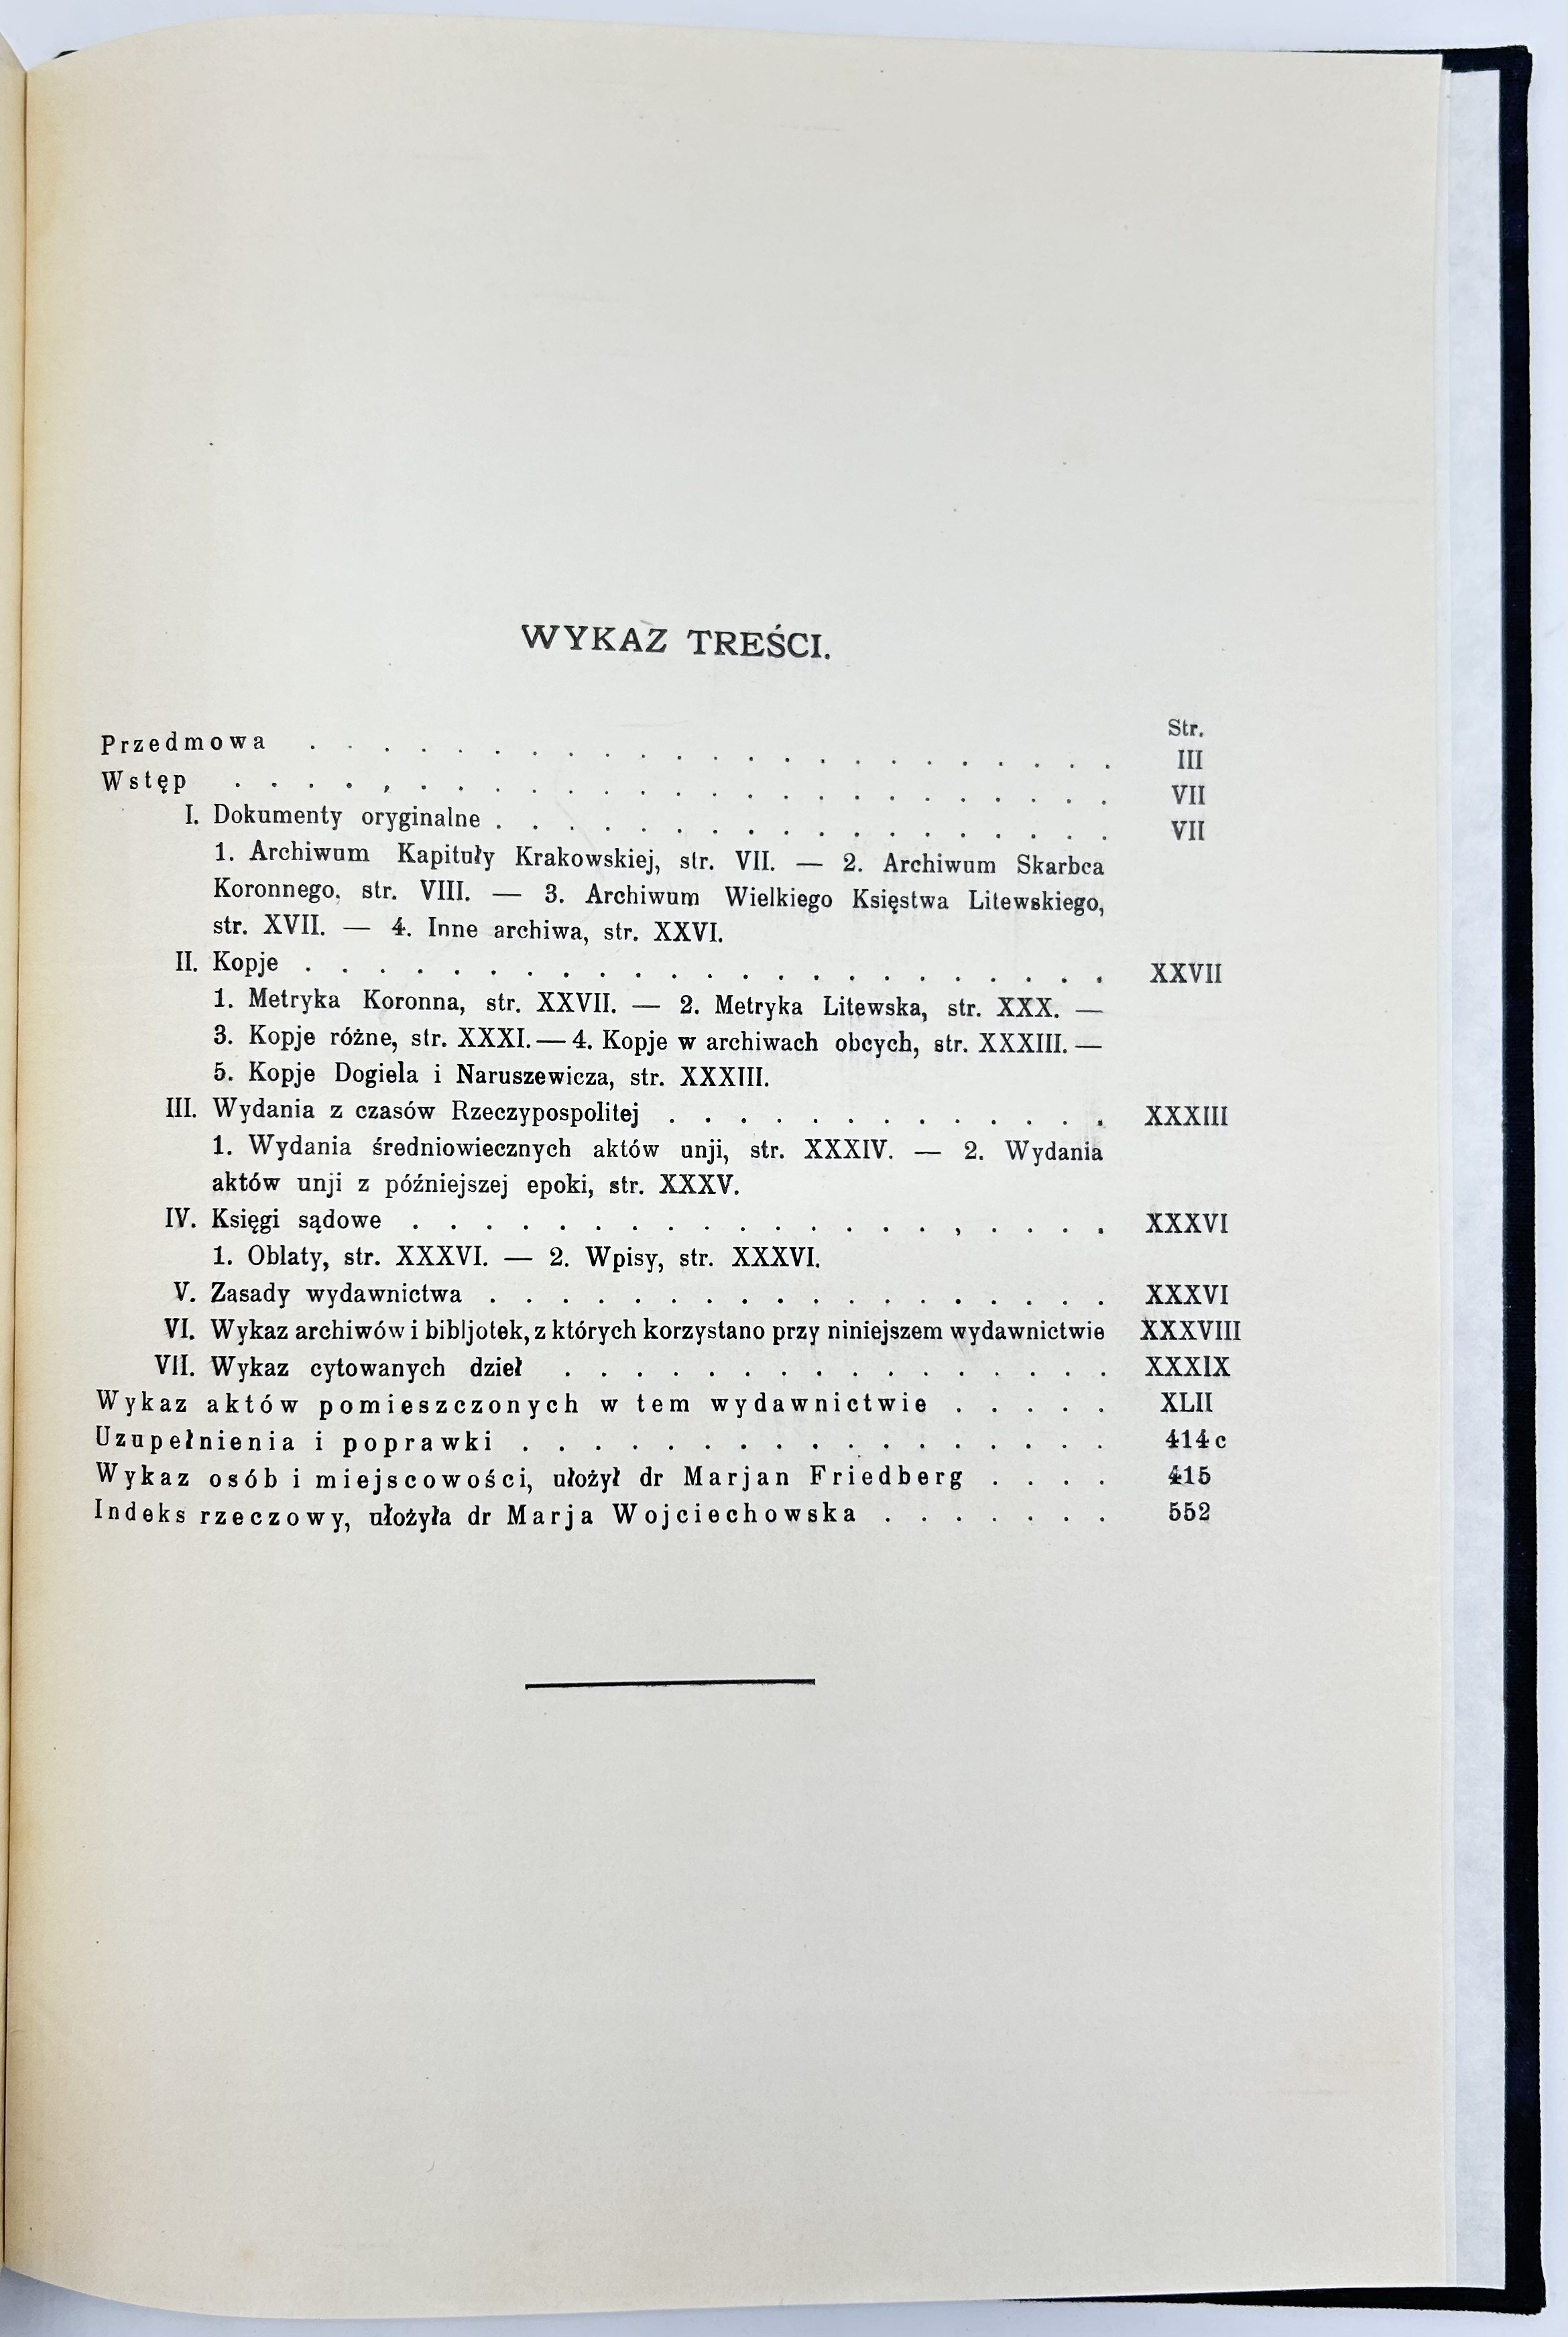 WYKAZ TREŚCI.
Str.
Przedmowa . . . . . . . . . . . . . . . . . . . . . . III
Wstęp . . . . , . . . . . . . . . . . . . . . . . . . VII
I. Dokumenty oryginalne . . . . . . . . . . . . . . . . . VII
1. Archiwum Kapituły Krakowskiej, str. VII. — 2. Archiwum Skarbca
Koronnego, str. VIII. — 3. Archiwum Wielkiego Księstwa Litewskiego,
str. XVII. — 4. Inne archiwa, str. XXVI.
II. Kopje . . . . . . . . . . . . . . . . . . . . . . . XXVII
1. Metryka Koronna, str. XXVII. — 2. Metryka Litewska, str. XXX. —
3. Kopje różne, str. XXXI. — 4. Kopje w archiwach obcych, str. XXXIII. —
5. Kopje Dogiela i Naruszewicza, str. XXXIII.
III. Wydania z czasów Rzeczypospolitej . . . . . . . . . . . . . XXXIII
1. Wydania średniowiecznych aktów unji, str. XXXIV. — 2. Wydania
aktów unji z późniejszej epoki, str. XXXV.
IV. Księgi sądowe . . . . . . . . . . . . . . . , . . . . XXXVI
1. Oblaty, str. XXXVI. — 2. Wpisy, str. XXXVI.
V. Zasady wydawnictwa . . . . . . . . . . . . . . . . . . XXXVI
VI. Wykaz archiwów i bibljotek, z których korzystano przy niniejszem wydawnictwie XXXVIII
VII. Wykaz cytowanych dzieł . . . . . . . . . . . . . . . . XXXIX
Wykaz aktów pomieszczonych w tem wydawnictwie . . . . . XLII
Uzupełnienia i poprawki . . . . . . . . . . . . . . . . . 414c
Wykaz osób i miejscowości, ułożył dr Marjan Friedberg . . . . 415
Indeks rzeczowy, ułożyła dr Marja Wojciechowska . . . . . . . 552